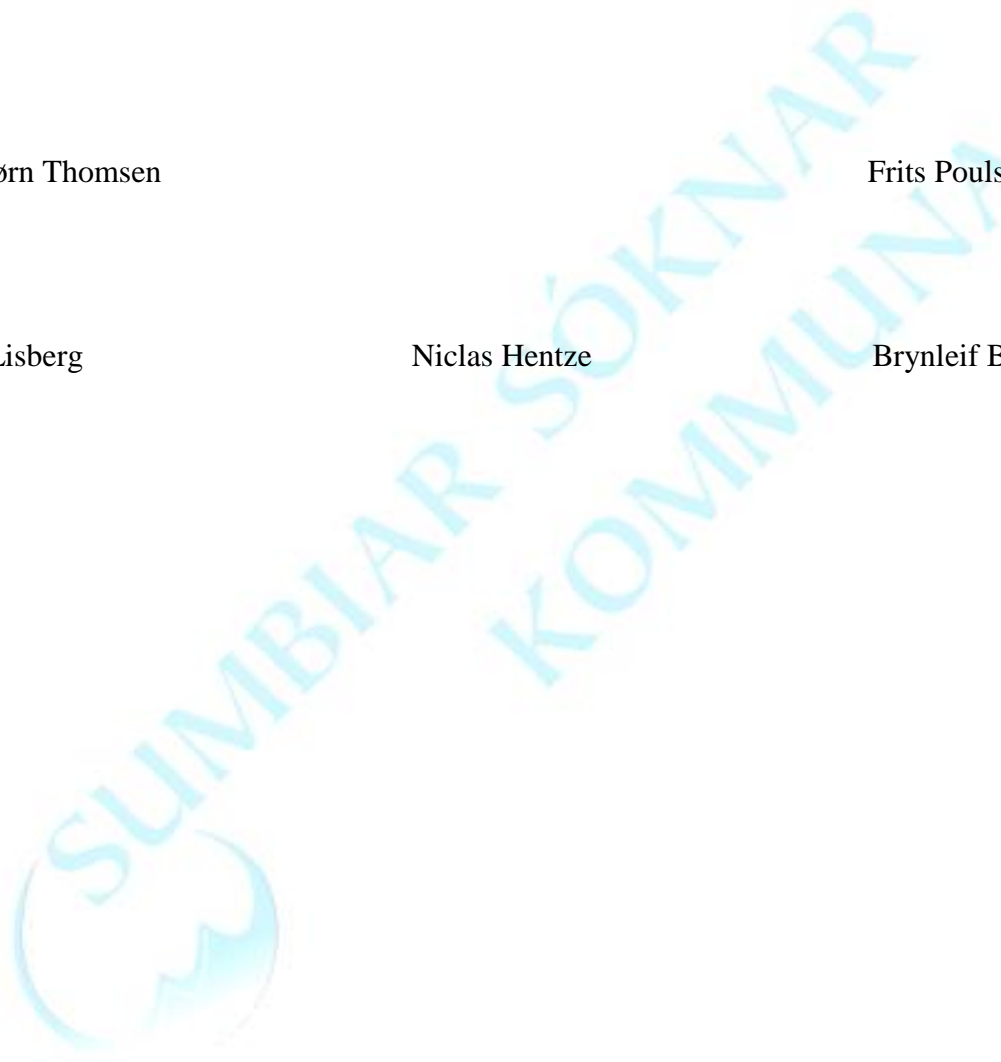 ørn Thomsen Frits Pouls
Lisberg Niclas Hentze Brynleif B
SUMBIAR SÓKNAR
KOMMUNA